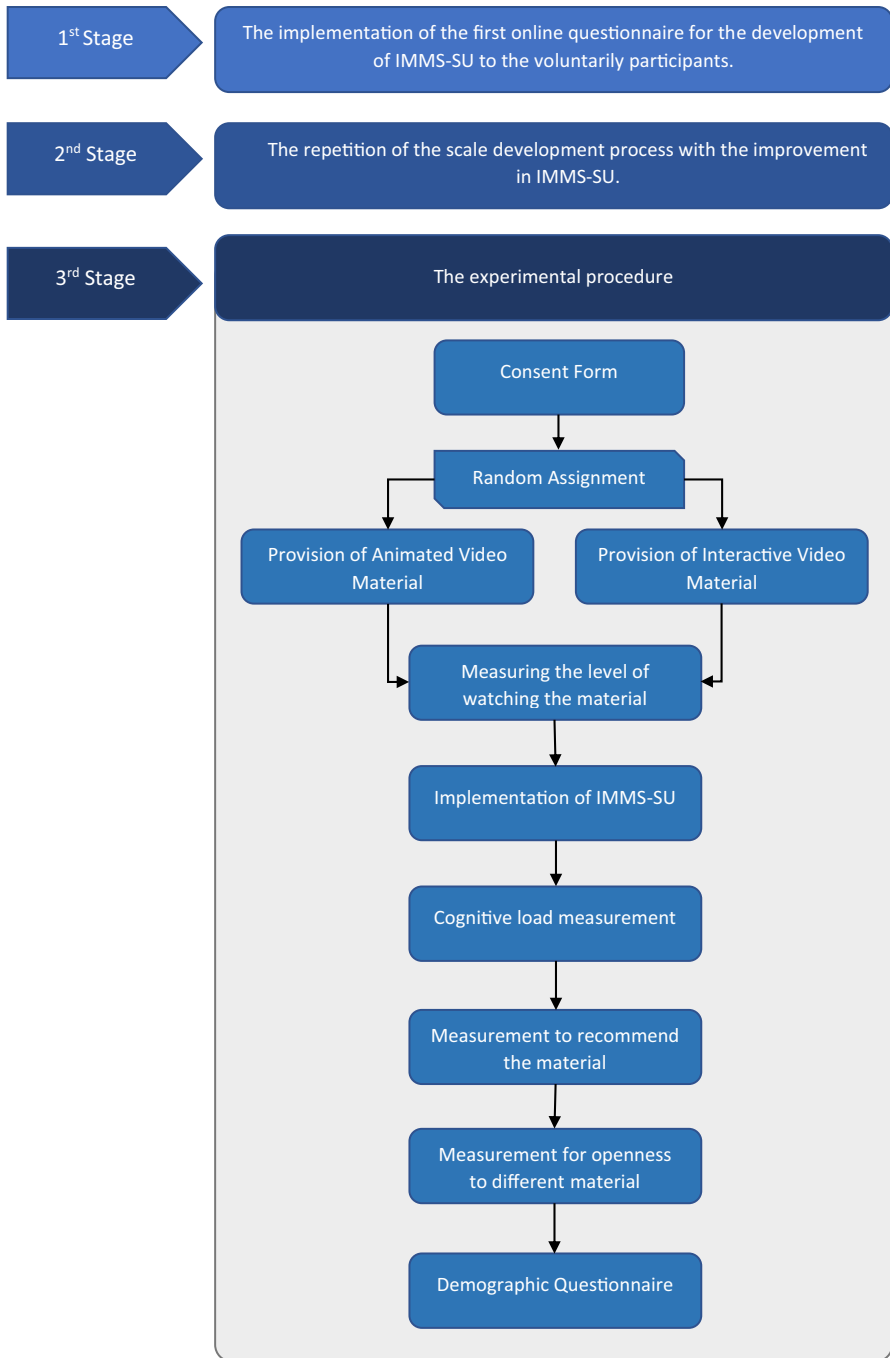 1st Stage
The implementation of the first online questionnaire for the development
of IMMS-SU to the voluntarily participants.
2nd Stage
The repetition of the scale development process with the improvement
in IMMS-SU.
3rd Stage
The experimental procedure
Consent Form
Random Assignment
Provision of Animated Video
Material
Provision of Interactive Video
Material
Measuring the level of
watching the material
Implementation of IMMS-SU
Cognitive load measurement
Measurement to recommend
the material
Measurement for openness
to different material
Demographic Questionnaire